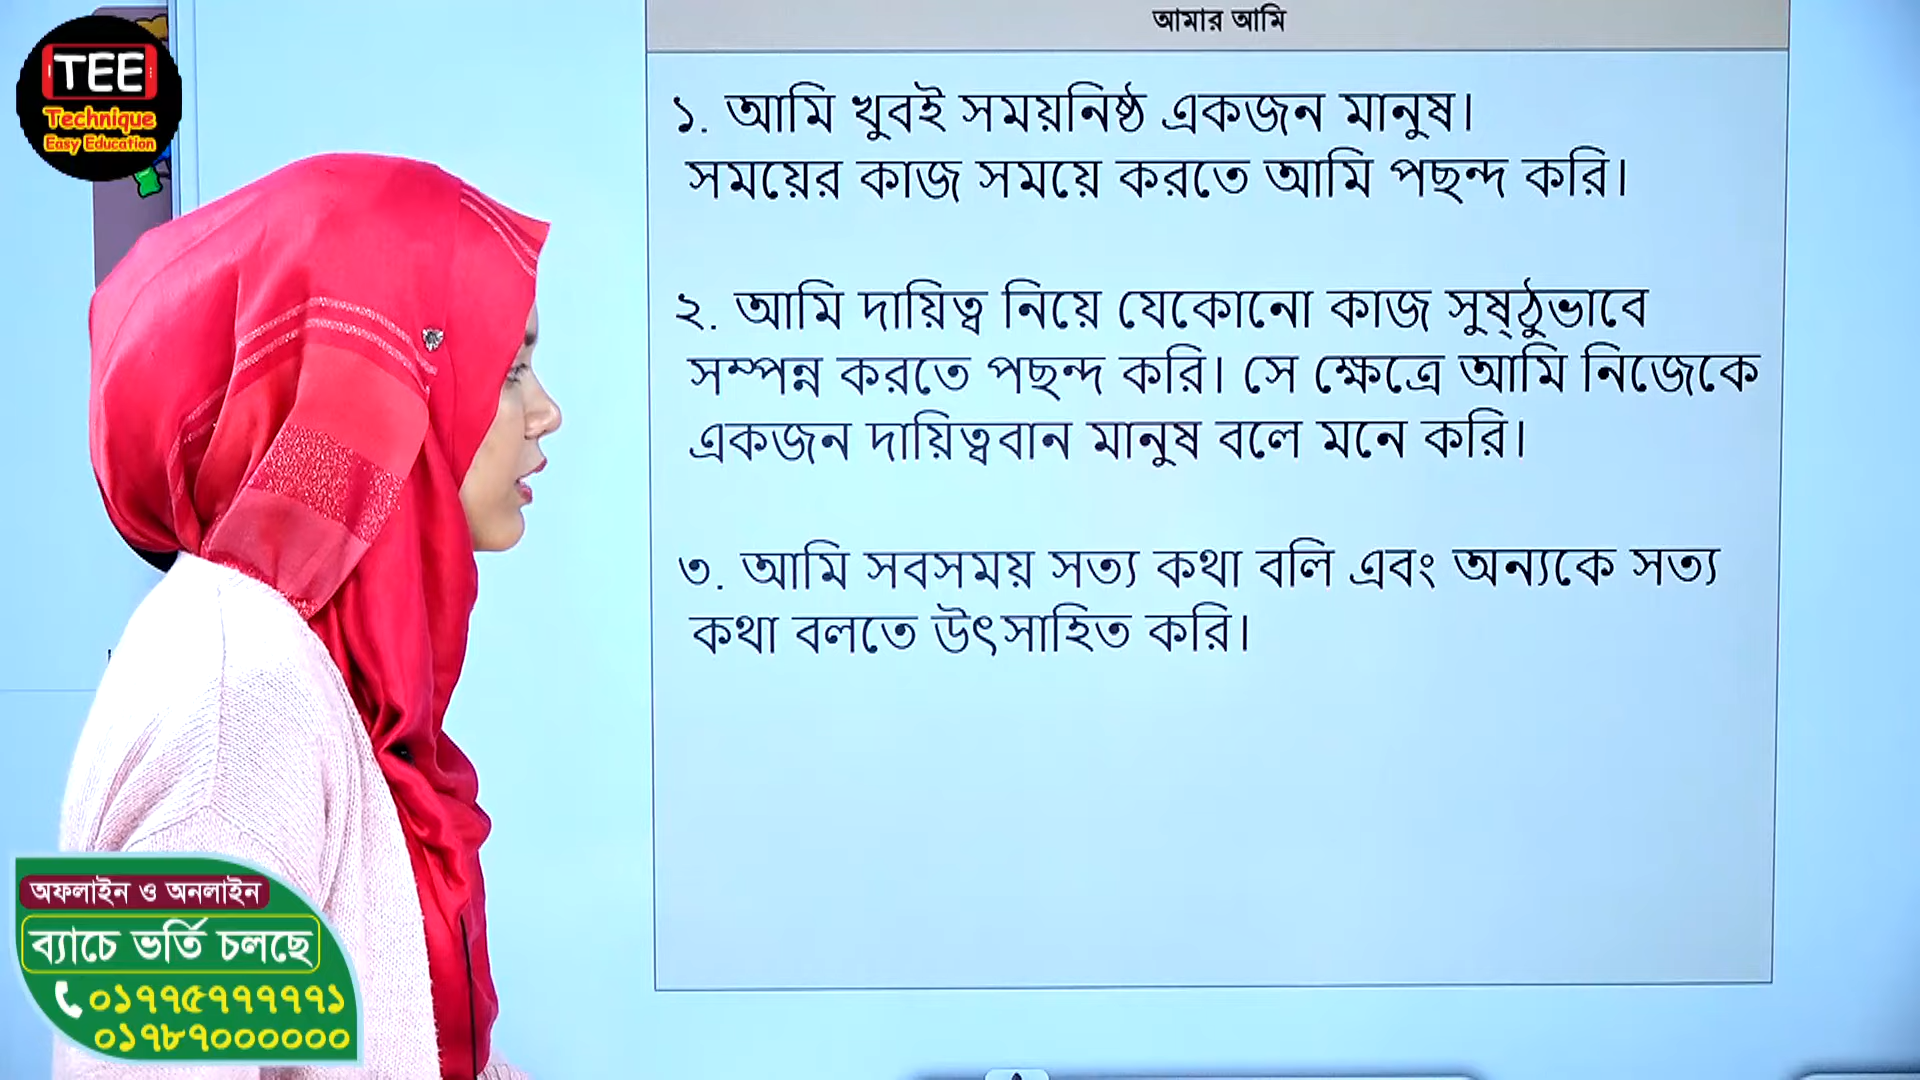 TEE
Technique
Easy Education
আমার আমি
১. আমি খুবই সময়নিষ্ঠ একজন মানুষ।
সময়ের কাজ সময়ে করতে আমি পছন্দ করি।
২. আমি দায়িত্ব নিয়ে যেকোনো কাজ সুষ্ঠুভাবে
সম্পন্ন করতে পছন্দ করি। সে ক্ষেত্রে আমি নিজেকে
একজন দায়িত্ববান মানুষ বলে মনে করি।
৩. আমি সবসময় সত্য কথা বলি এবং অন্যকে সত্য
কথা বলতে উৎসাহিত করি।
অফলাইন ও অনলাইন
ব্যাচে ভর্তি চলছে
০১৭৭৫৭৭৭৭৭১
০১৭৮৭০০০০০০